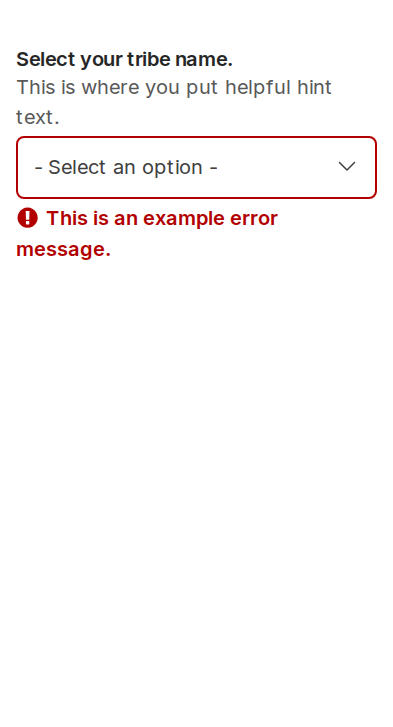 Select your tribe name.
This is where you put helpful hint
text.
- Select an option -
This is an example error
message.